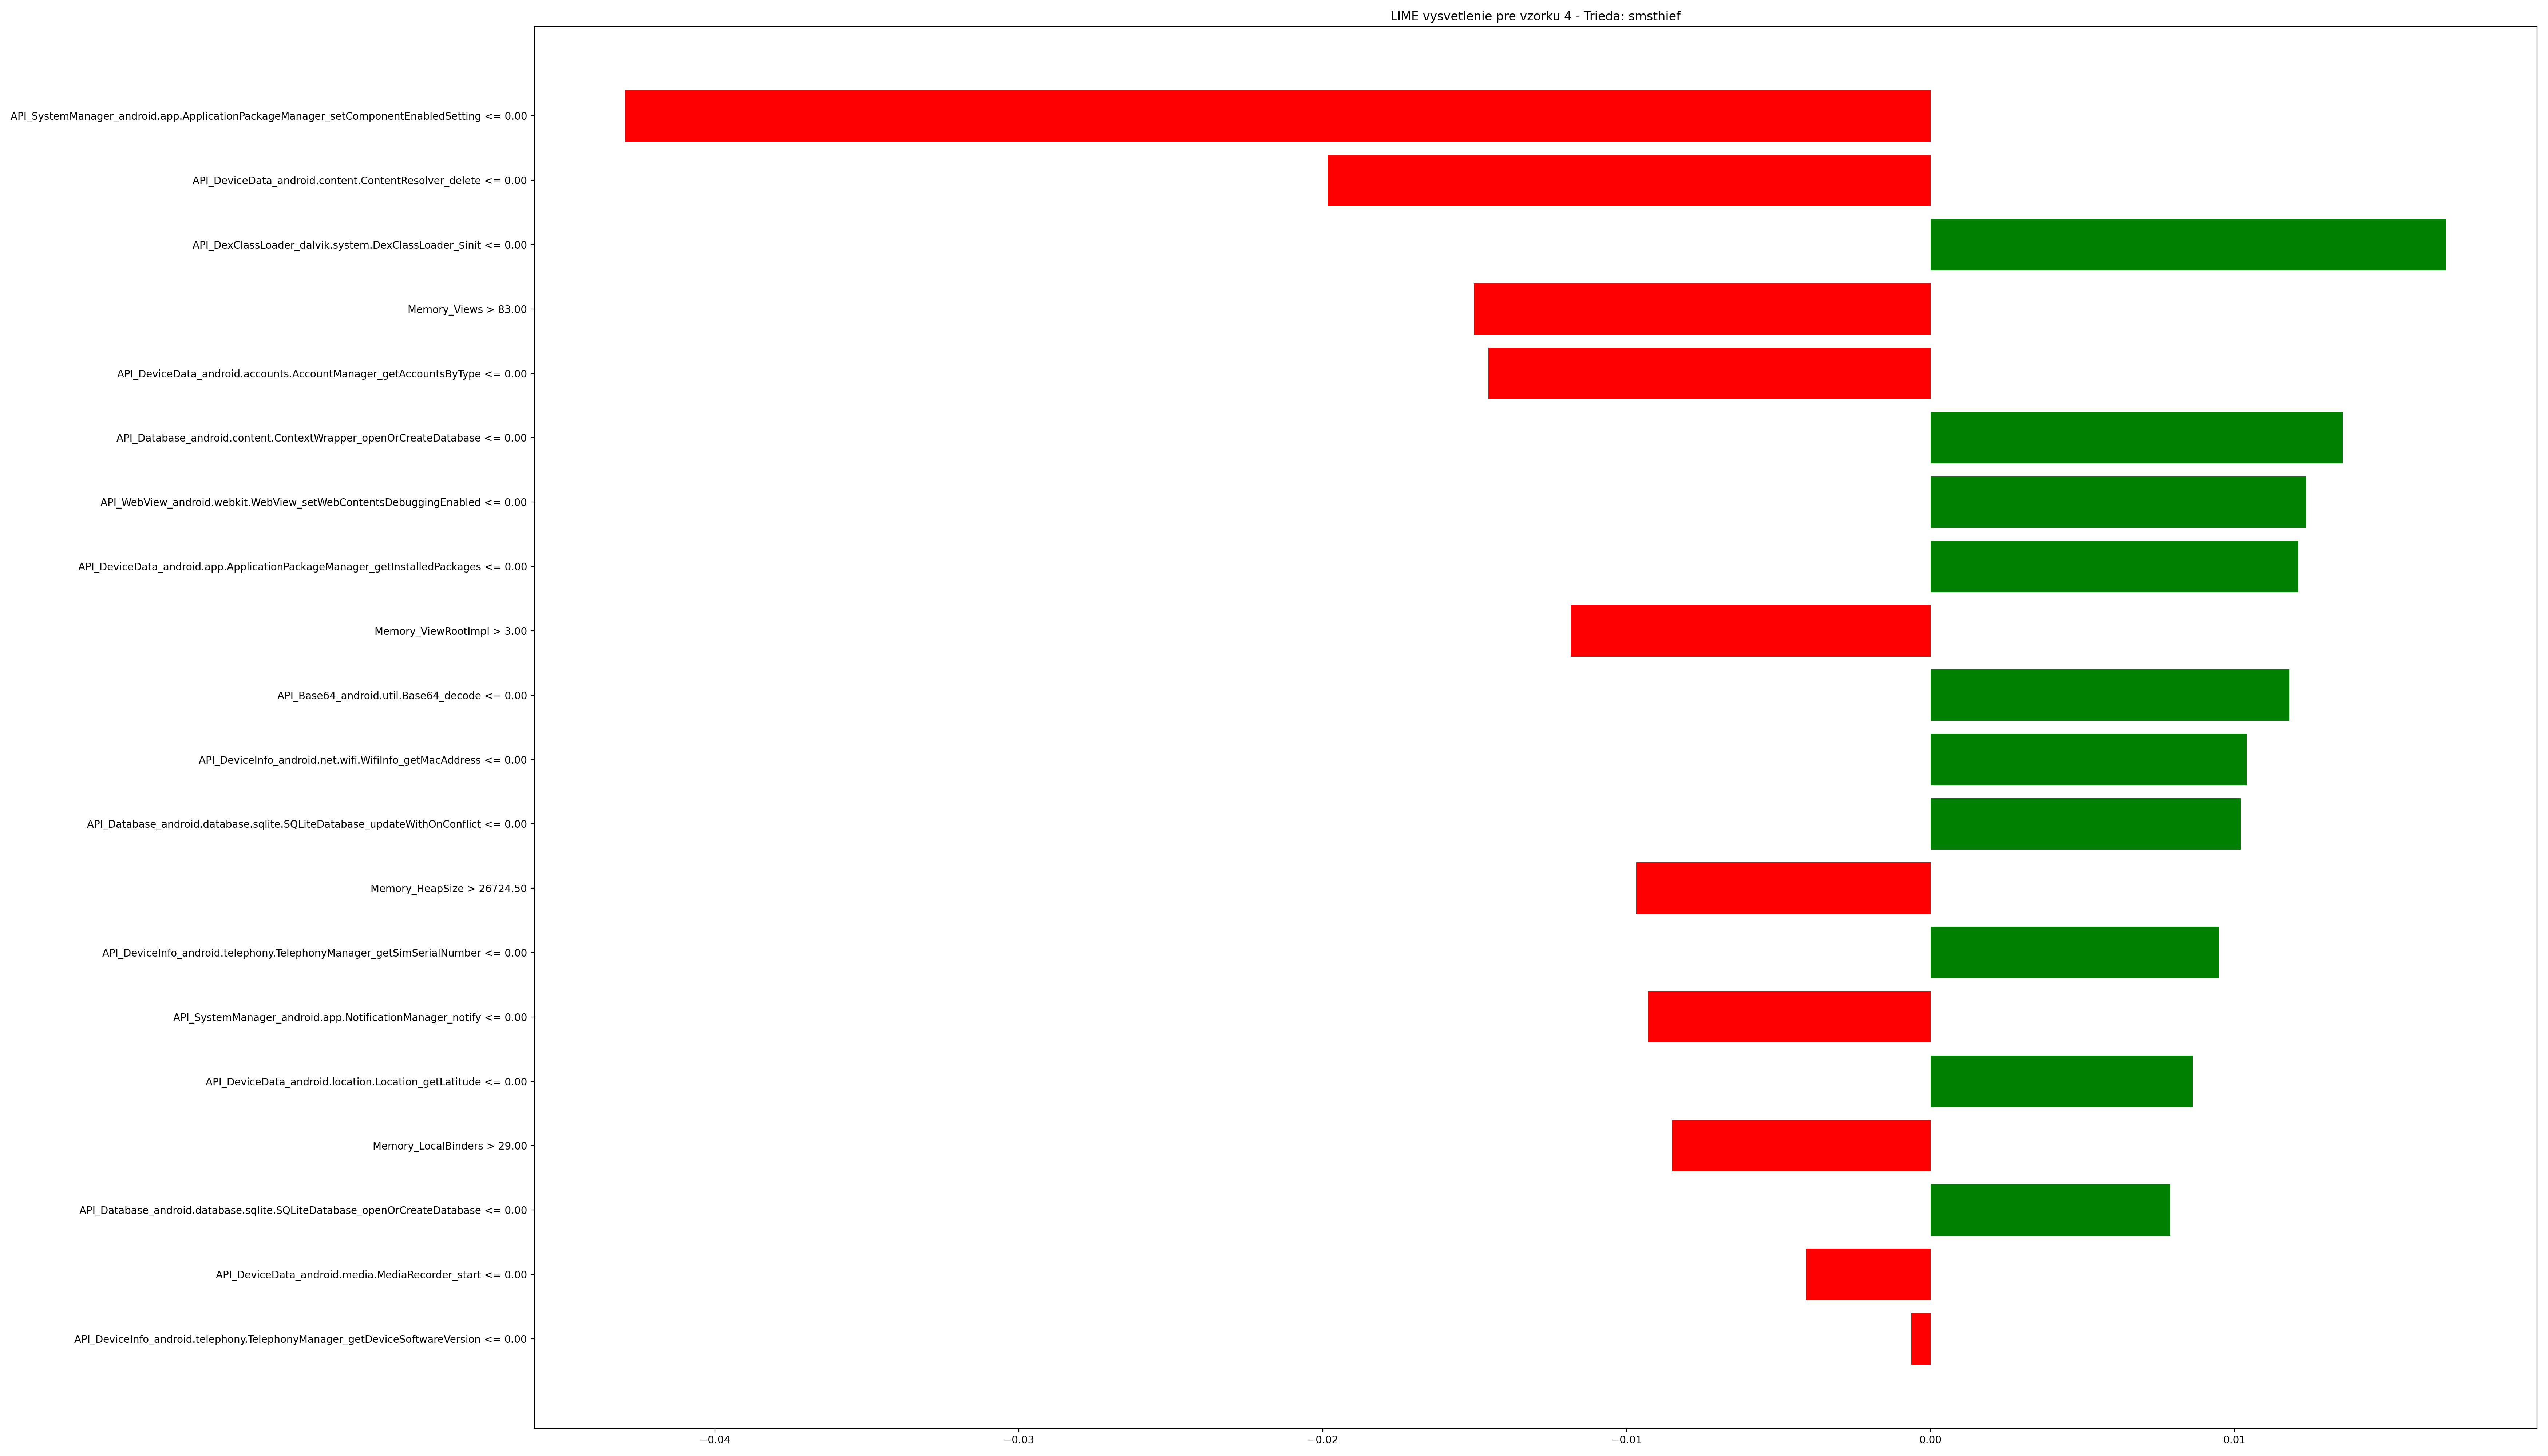 LIME vysvetlenie pre vzorku 4 - Trieda: smsthief
API_SystemManager_android.app.ApplicationPackageManager_setComponentEnabledSetting <= 0.00
API_DeviceData_android.content.ContentResolver_delete <= 0.00
API_DexClassLoader_dalvik.system.DexClassLoader_$init <= 0.00
Memory_Views > 83.00
API_DeviceData_android.accounts.AccountManager_getAccountsByType <= 0.00
API_Database_android.content.ContextWrapper_openOrCreateDatabase <= 0.00
API_WebView_android.webkit.WebView_setWebContentsDebuggingEnabled <= 0.00
API_DeviceData_android.app.ApplicationPackageManager_getInstalledPackages <= 0.00
Memory_ViewRootImpl > 3.00
API_Base64_android.util.Base64_decode <= 0.00
API_DeviceInfo_android.net.wifi.WifiInfo_getMacAddress <= 0.00
API_Database_android.database.sqlite.SQLiteDatabase_updateWithOnConflict <= 0.00
Memory_HeapSize > 26724.50
API_DeviceInfo_android.telephony.TelephonyManager_getSimSerialNumber <= 0.00
API_SystemManager_android.app.NotificationManager_notify <= 0.00
API_DeviceData_android.location.Location_getLatitude <= 0.00
Memory_LocalBinders > 29.00
API_Database_android.database.sqlite.SQLiteDatabase_openOrCreateDatabase <= 0.00
API_DeviceData_android.media.MediaRecorder_start <= 0.00
API_DeviceInfo_android.telephony.TelephonyManager_getDeviceSoftwareVersion <= 0.00
−0.04 −0.03 −0.02 −0.01 0.00 0.01